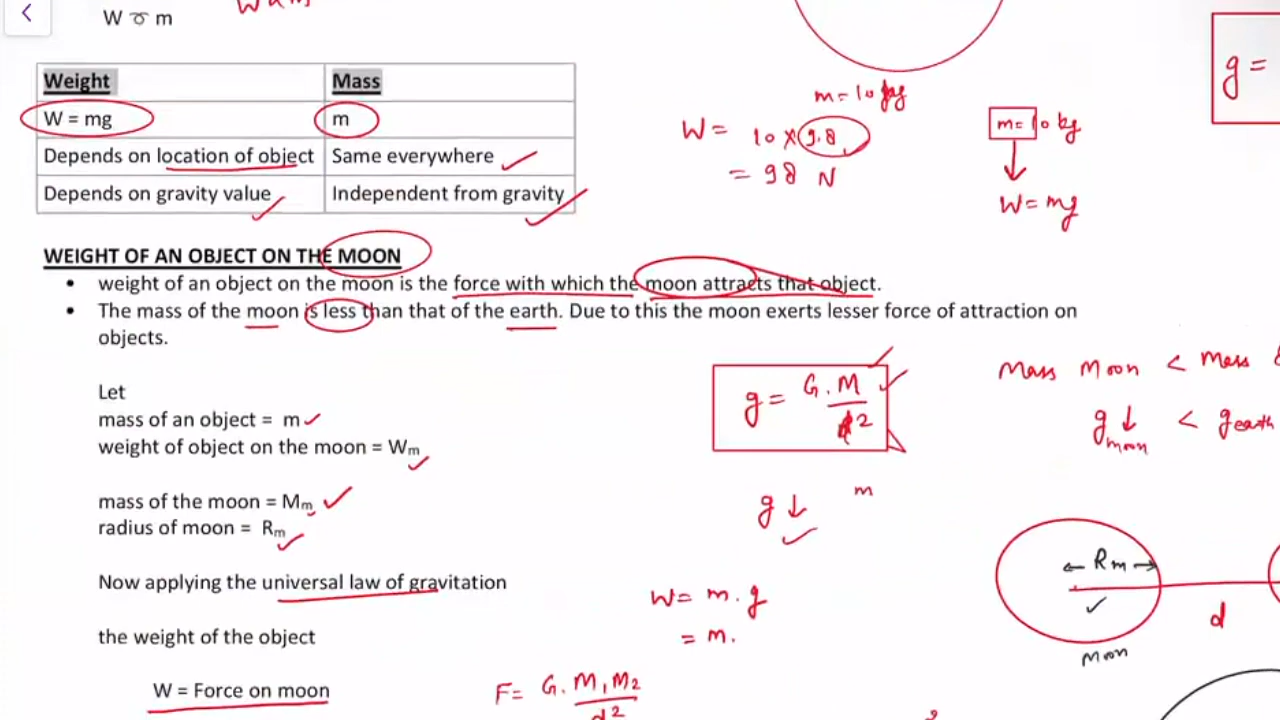 W ∝ m
Weight Mass
W = mg m
Depends on location of object Same everywhere
Depends on gravity value Independent from gravity
m = 10 kg
W = 10 × 9.8
= 98 N
m = 10 kg
W = mg
g =
WEIGHT OF AN OBJECT ON THE MOON
• weight of an object on the moon is the force with which the moon attracts that object.
• The mass of the moon is less than that of the earth. Due to this the moon exerts lesser force of attraction on
objects.
Let
mass of an object = m
weight of object on the moon = Wm
mass of the moon = Mm
radius of moon = Rm
Now applying the universal law of gravitation
the weight of the object
W = Force on moon
g = G.M / 2
g ↓ m
Mass Moon < Mass
g moon ↓ < g earth
Rm
d
Moon
W = m.g
= m.
F = G.M1M2 / d²